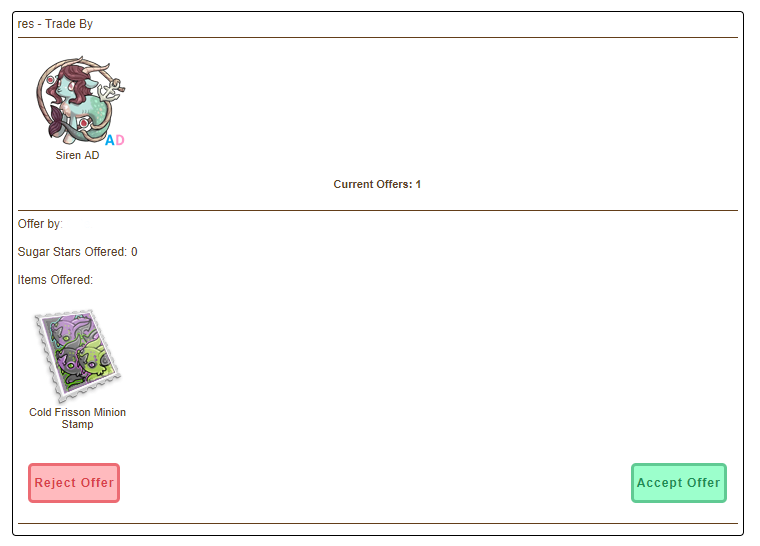 res - Trade By
AD
Siren AD
Current Offers: 1
Offer by:
Sugar Stars Offered: 0
Items Offered:
Cold Frisson Minion
Stamp
Reject Offer
Accept Offer